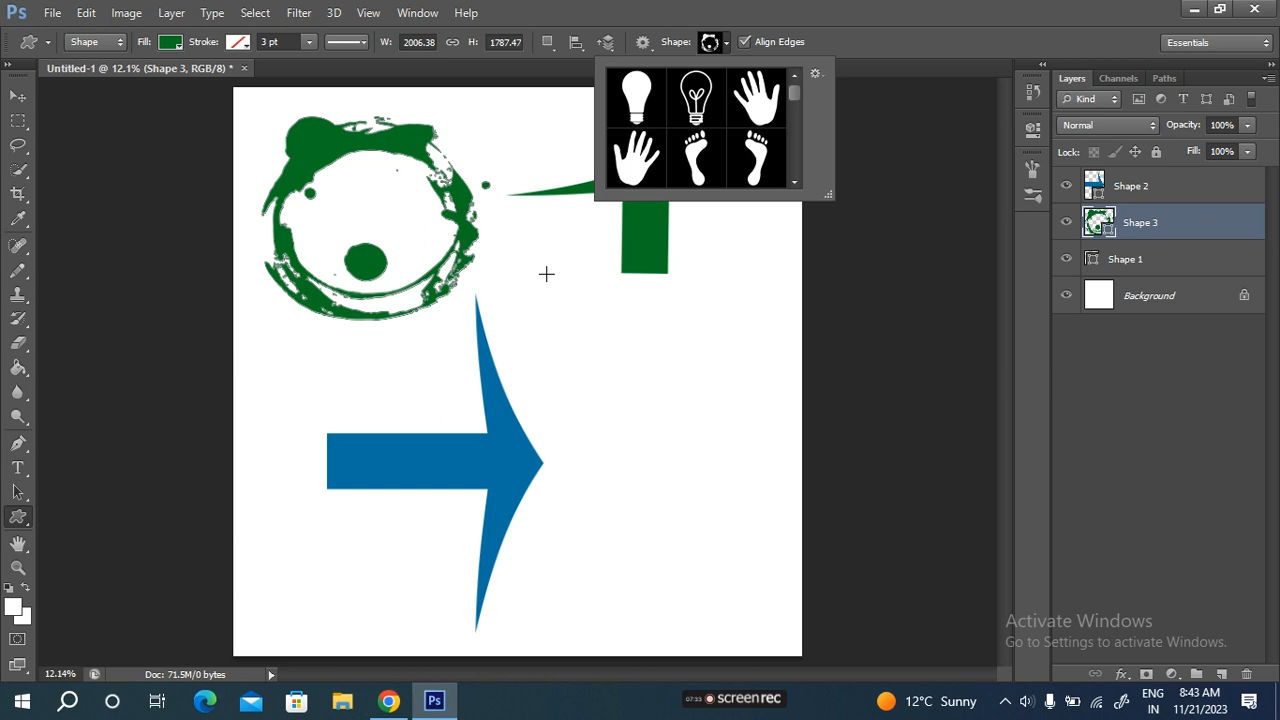 Ps File Edit Image Layer Type Select Filter 3D View Window Help
Shape Fill: Stroke: 3 pt W: 2006.38 H: 1787.47 Shape: Align Edges Essentials
Untitled-1 @ 12.1% (Shape 3, RGB/8) * ×
Layers Channels Paths
Kind
Normal Opacity: 100%
Lock: Fill: 100%
Shape 2
Shape 3
Shape 1
Background
Activate Windows
Go to Settings to activate Windows.
12.14% Doc: 71.5M/0 bytes
Ps 07:33 screenrec 12°C Sunny ENG 8:43 AM
IN 11/21/2023